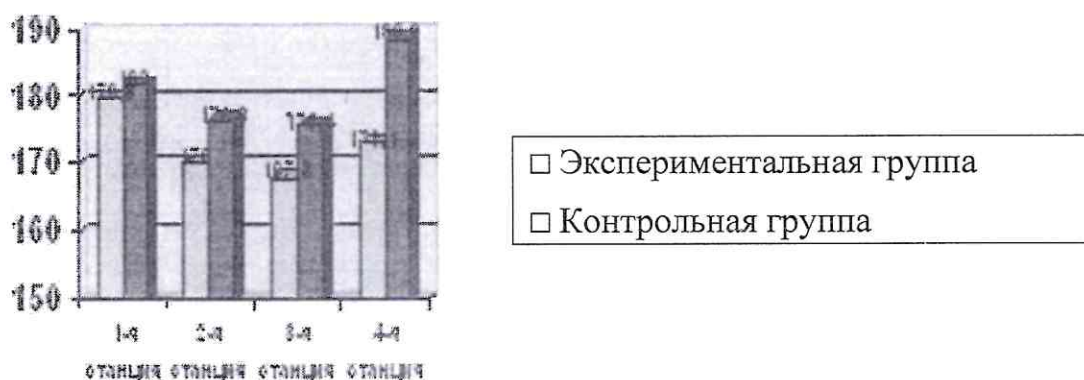 190
180
170
160
150
1-я 2-я 3-я 4-я
станция станция станция станция
□ Экспериментальная группа
□ Контрольная группа